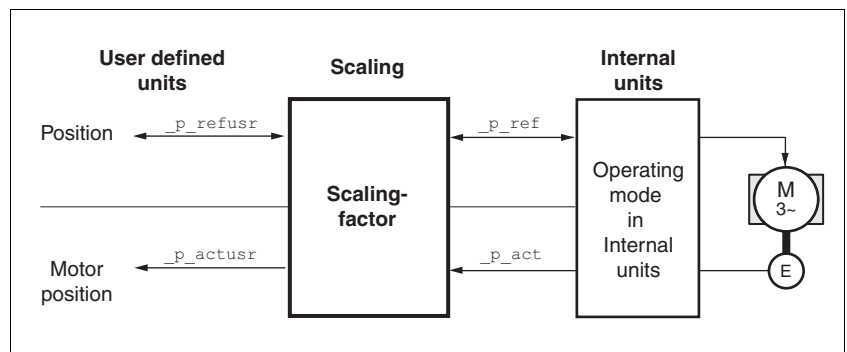 User defined
units
Scaling
Internal
units
Position
_p_refusr
_p_ref
Scaling-
factor
Operating
mode
in
Internal
units
M
3~
Motor
position
_p_actusr
_p_act
E